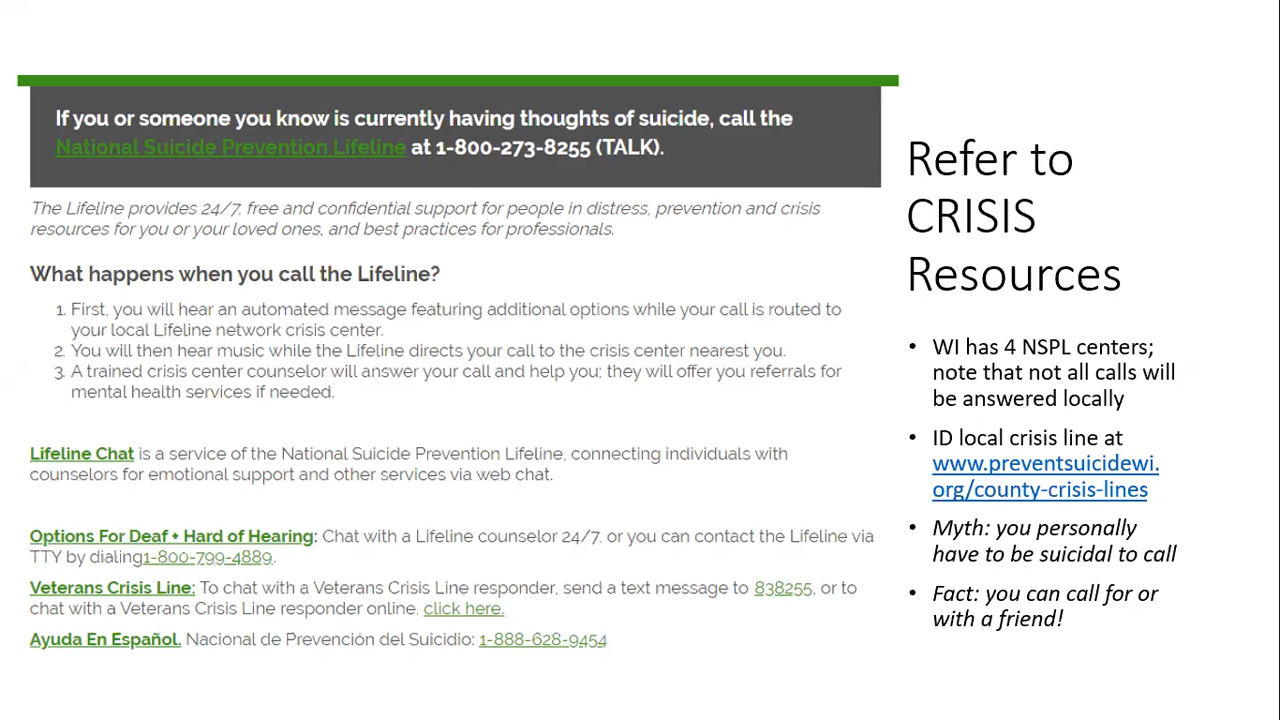 If you or someone you know is currently having thoughts of suicide, call the
National Suicide Prevention Lifeline at 1-800-273-8255 (TALK).
The Lifeline provides 24/7, free and confidential support for people in distress, prevention and crisis
resources for you or your loved ones, and best practices for professionals.
What happens when you call the Lifeline?
1. First, you will hear an automated message featuring additional options while your call is routed to
your local Lifeline network crisis center.
2. You will then hear music while the Lifeline directs your call to the crisis center nearest you.
3. A trained crisis center counselor will answer your call and help you; they will offer you referrals for
mental health services if needed.
Lifeline Chat is a service of the National Suicide Prevention Lifeline, connecting individuals with
counselors for emotional support and other services via web chat.
Options For Deaf + Hard of Hearing: Chat with a Lifeline counselor 24/7. or you can contact the Lifeline via
TTY by dialing1-800-799-4889.
Veterans Crisis Line: To chat with a Veterans Crisis Line responder, send a text message to 838255, or to
chat with a Veterans Crisis Line responder online, click here.
Ayuda En Español. Nacional de Prevención del Suicidio: 1-888-628-9454
Refer to
CRISIS
Resources
• WI has 4 NSPL centers;
note that not all calls will
be answered locally
• ID local crisis line at
www.preventsuicidewi.
org/county-crisis-lines
• Myth: you personally
have to be suicidal to call
• Fact: you can call for or
with a friend!